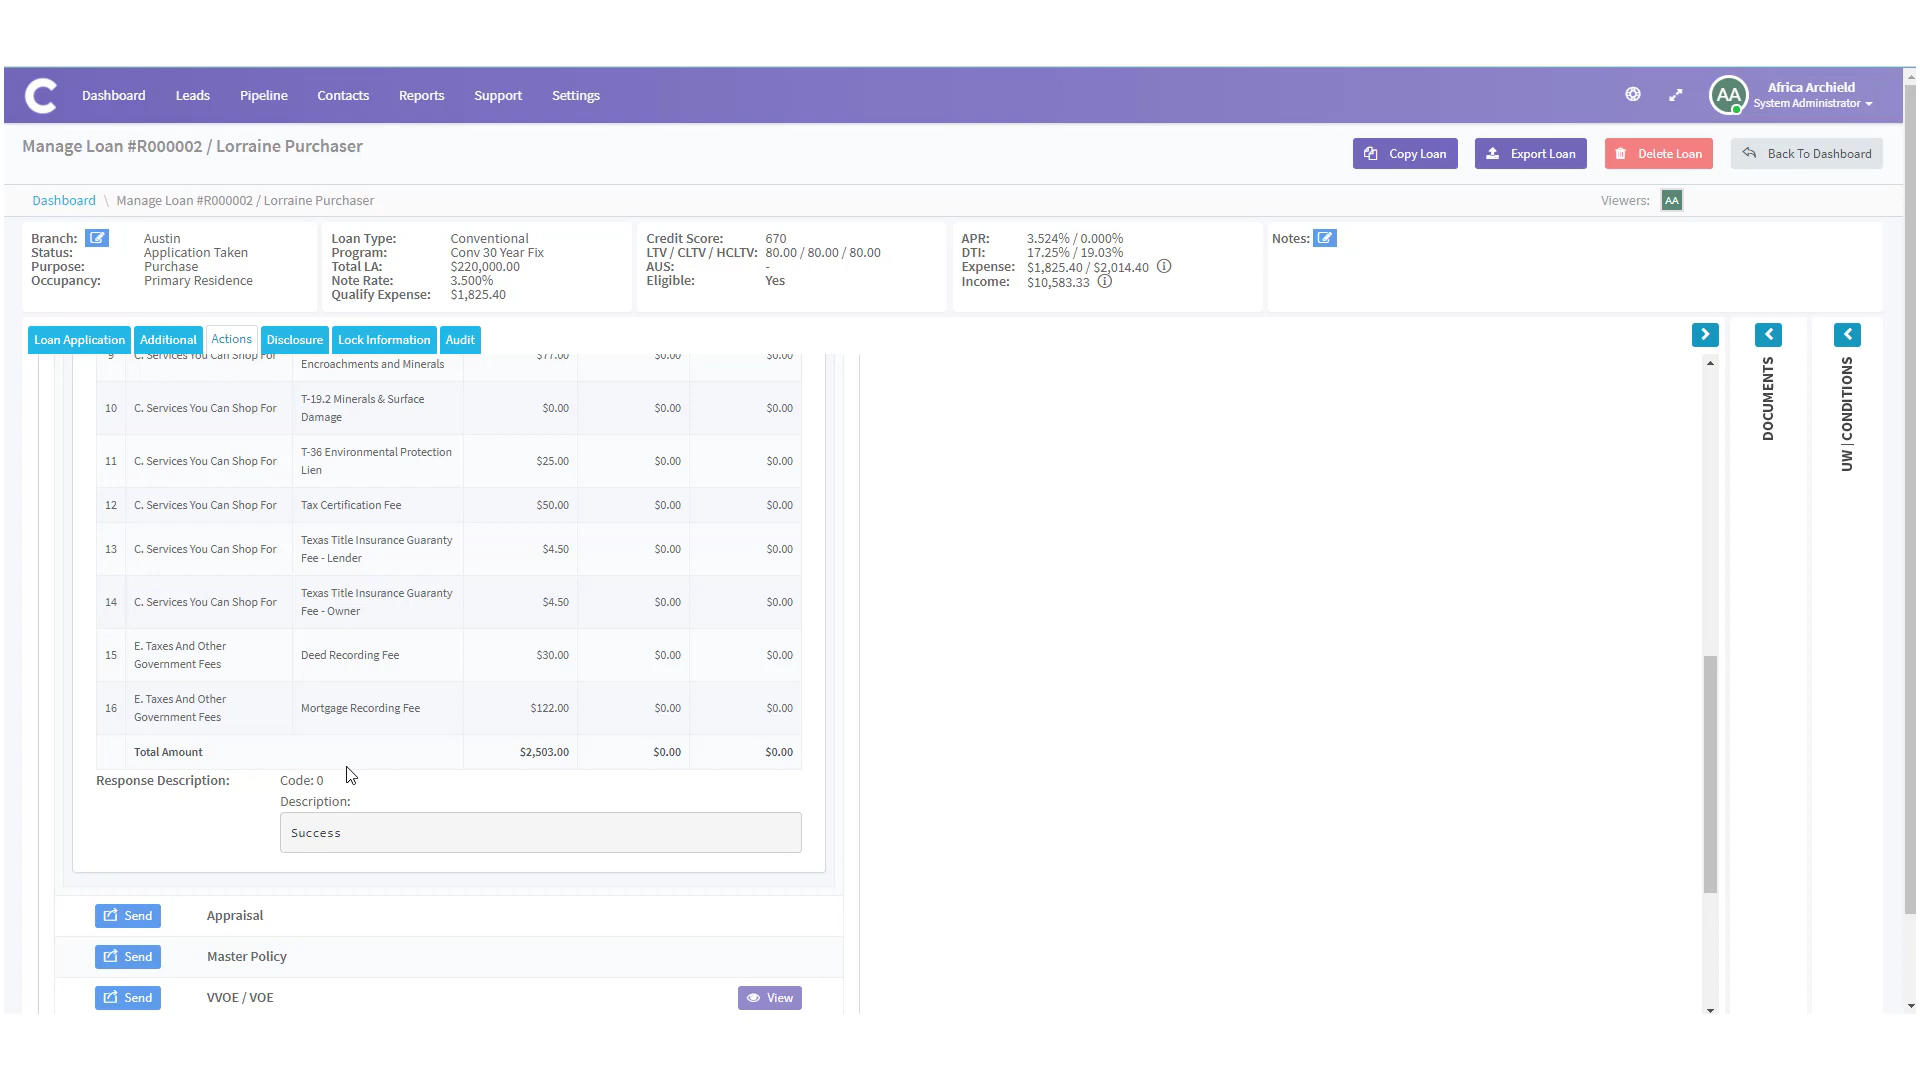 C Dashboard Leads Pipeline Contacts Reports Support Settings AA Africa Archield
System Administrator
Manage Loan #R000002 / Lorraine Purchaser Copy Loan Export Loan Delete Loan Back To Dashboard
Dashboard \ Manage Loan #R000002 / Lorraine Purchaser Viewers: AA
Branch: Austin
Status: Application Taken
Purpose: Purchase
Occupancy: Primary Residence
Loan Type: Conventional
Program: Conv 30 Year Fix
Total LA: $220,000.00
Note Rate: 3.500%
Qualify Expense: $1,825.40
Credit Score: 670
LTV / CLTV / HCLTV: 80.00 / 80.00 / 80.00
AUS: -
Eligible: Yes
APR: 3.524% / 0.000%
DTI: 17.25% / 19.03%
Expense: $1,825.40 / $2,014.40
Income: $10,583.33
Notes:
Loan Application Additional Actions Disclosure Lock Information Audit
9 C. Services You Can Shop For $77.00 $0.00 $0.00
Encroachments and Minerals
10 C. Services You Can Shop For T-19.2 Minerals & Surface
Damage $0.00 $0.00 $0.00
11 C. Services You Can Shop For T-36 Environmental Protection
Lien $25.00 $0.00 $0.00
12 C. Services You Can Shop For Tax Certification Fee $50.00 $0.00 $0.00
13 C. Services You Can Shop For Texas Title Insurance Guaranty
Fee - Lender $4.50 $0.00 $0.00
14 C. Services You Can Shop For Texas Title Insurance Guaranty
Fee - Owner $4.50 $0.00 $0.00
15 E. Taxes And Other
Government Fees Deed Recording Fee $30.00 $0.00 $0.00
16 E. Taxes And Other
Government Fees Mortgage Recording Fee $122.00 $0.00 $0.00
Total Amount $2,503.00 $0.00 $0.00
Response Description: Code: 0
Description:
Success
Send Appraisal
Send Master Policy
Send VVOE / VOE View
DOCUMENTS
UW | CONDITIONS